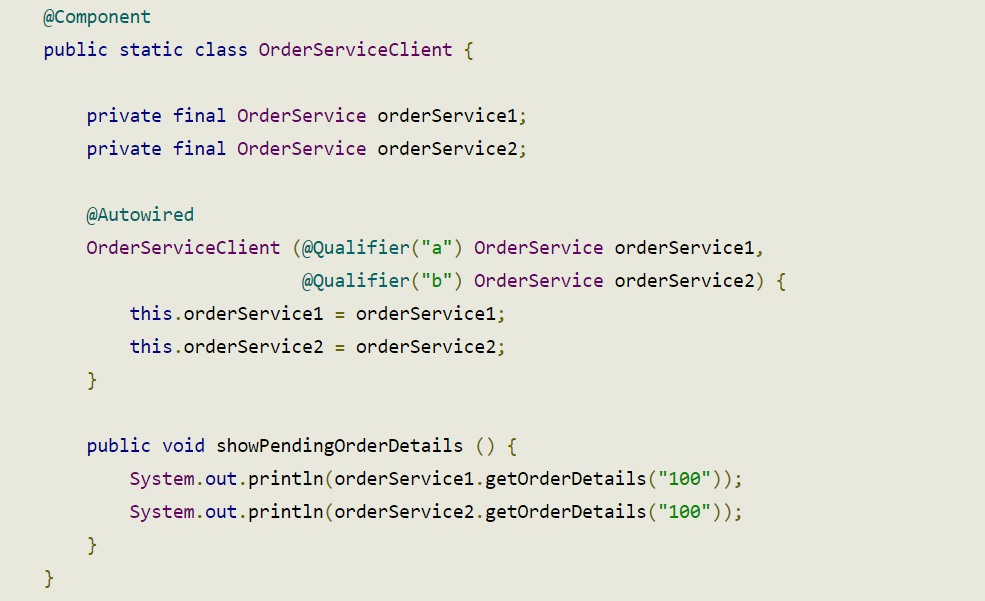 @Component
public static class OrderServiceClient {
private final OrderService orderService1;
private final OrderService orderService2;
@Autowired
OrderServiceClient (@Qualifier("a") OrderService orderService1,
@Qualifier("b") OrderService orderService2) {
this.orderService1 = orderService1;
this.orderService2 = orderService2;
}
public void showPendingOrderDetails () {
System.out.println(orderService1.getOrderDetails("100"));
System.out.println(orderService2.getOrderDetails("100"));
}
}